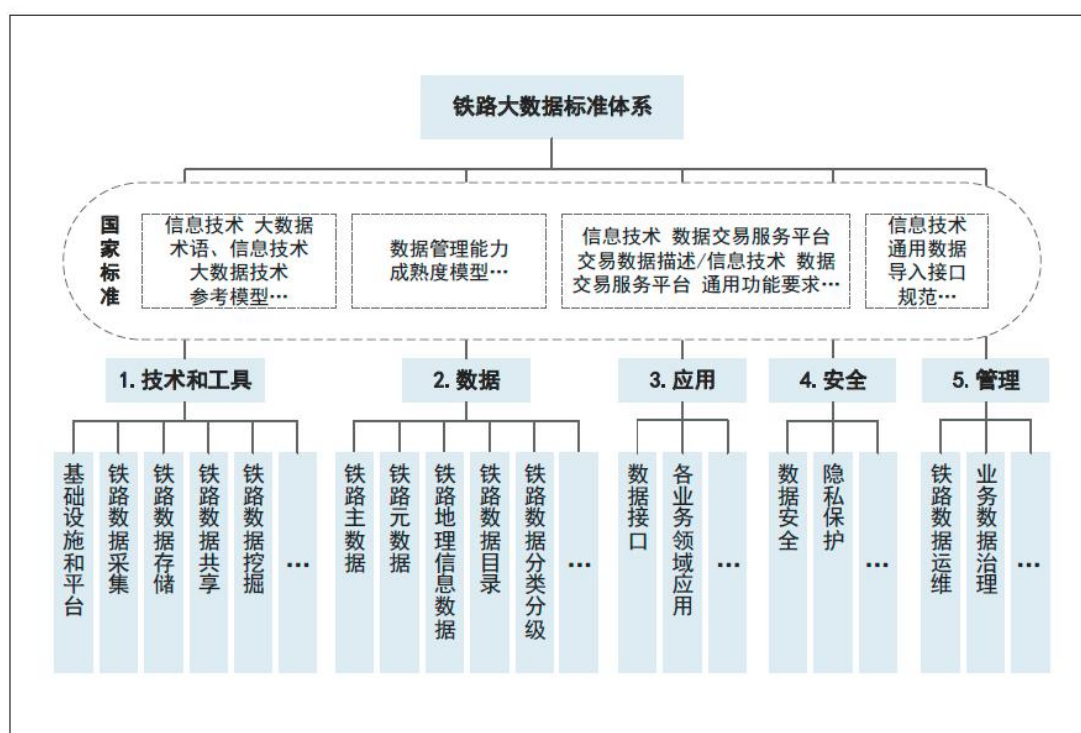 铁路大数据标准体系
国家标准
信息技术 大数据
术语、信息技术
大数据技术
参考模型…
数据管理能力
成熟度模型…
信息技术 数据交易服务平台
交易数据描述/信息技术 数据
交易服务平台 通用功能要求…
信息技术
通用数据
导入接口
规范…
1. 技术和工具
2. 数据
3. 应用
4. 安全
5. 管理
基础设施和平台
铁路数据采集
铁路数据存储
铁路数据共享
铁路数据挖掘
…
铁路主数据
铁路元数据
铁路地理信息数据
铁路数据目录
铁路数据分类分级
…
数据接口
各业务领域应用
…
数据安全
隐私保护
…
铁路数据运维
业务数据治理
…